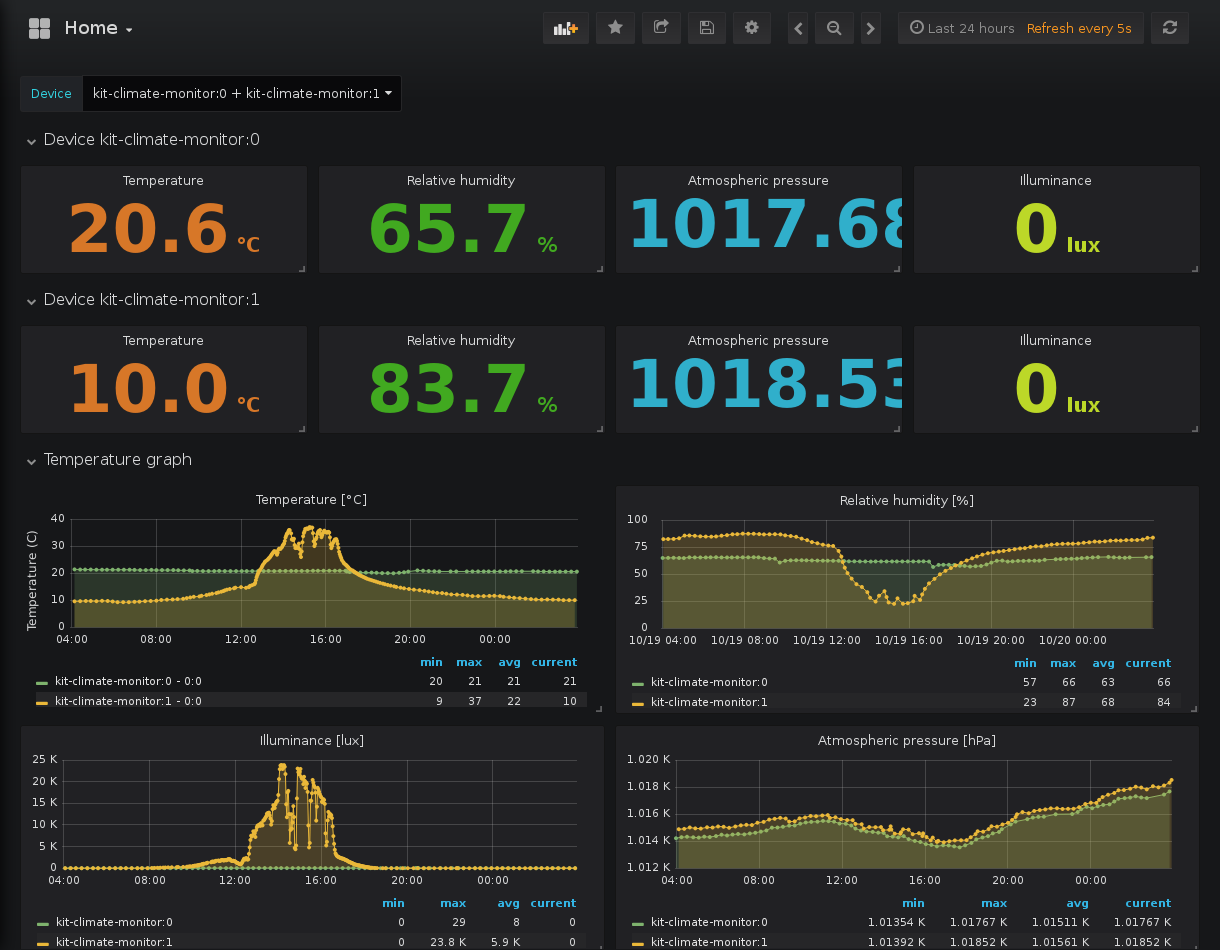 Home
Last 24 hours Refresh every 5s
Device kit-climate-monitor:0 + kit-climate-monitor:1
Device kit-climate-monitor:0
Temperature
20.6 °C
Relative humidity
65.7 %
Atmospheric pressure
1017.68
Illuminance
0 lux
Device kit-climate-monitor:1
Temperature
10.0 °C
Relative humidity
83.7 %
Atmospheric pressure
1018.53
Illuminance
0 lux
Temperature graph
Temperature [°C]
Temperature (C)
40
30
20
10
0
04:00 08:00 12:00 16:00 20:00 00:00
min max avg current
kit-climate-monitor:0 - 0:0 20 21 21 21
kit-climate-monitor:1 - 0:0 9 37 22 10
Relative humidity [%]
100
75
50
25
0
10/19 04:00 10/19 08:00 10/19 12:00 10/19 16:00 10/19 20:00 10/20 00:00
min max avg current
kit-climate-monitor:0 57 66 63 66
kit-climate-monitor:1 23 87 68 84
Illuminance [lux]
25 K
20 K
15 K
10 K
5 K
0
04:00 08:00 12:00 16:00 20:00 00:00
min max avg current
kit-climate-monitor:0 0 29 8 0
kit-climate-monitor:1 0 23.8 K 5.9 K 0
Atmospheric pressure [hPa]
1.020 K
1.018 K
1.016 K
1.014 K
1.012 K
04:00 08:00 12:00 16:00 20:00 00:00
min max avg current
kit-climate-monitor:0 1.01354 K 1.01767 K 1.01511 K 1.01767 K
kit-climate-monitor:1 1.01392 K 1.01852 K 1.01561 K 1.01852 K